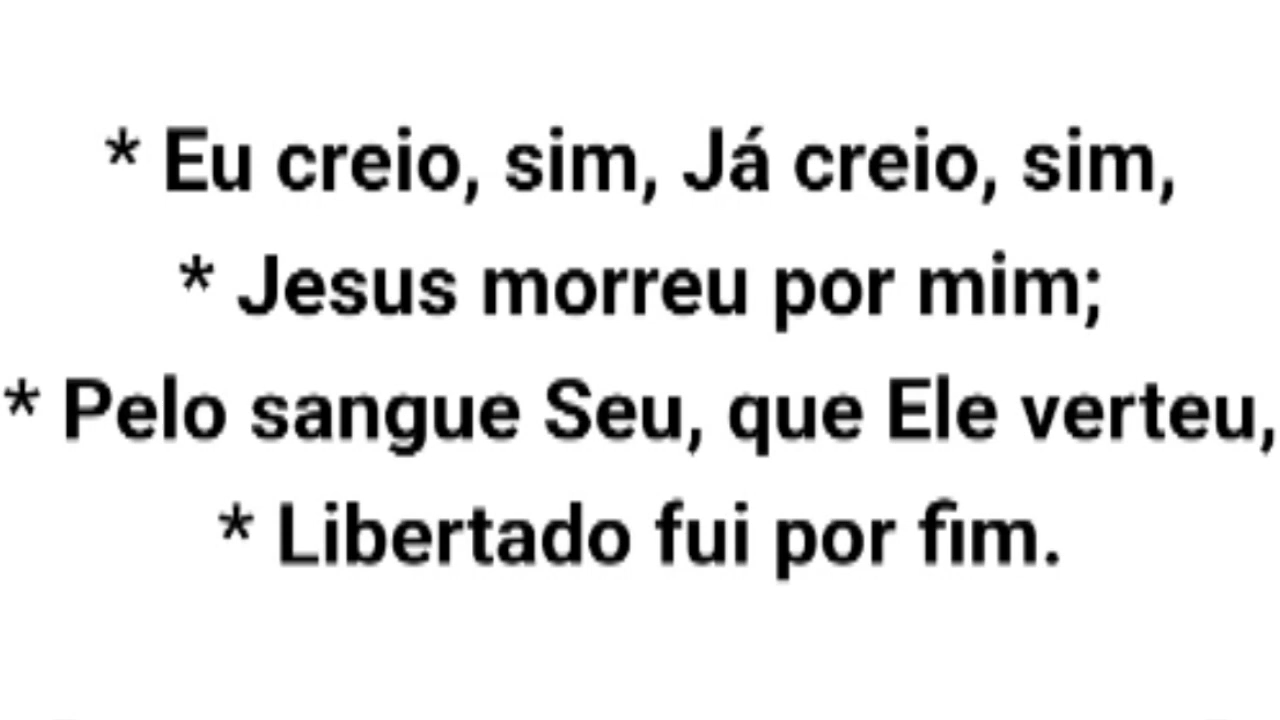 * Eu creio, sim, Já creio, sim,
* Jesus morreu por mim;
* Pelo sangue Seu, que Ele verteu,
* Libertado fui por fim.